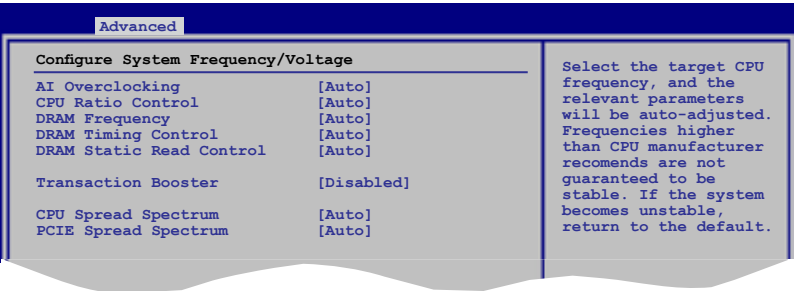 Advanced
Configure System Frequency/Voltage
AI Overclocking [Auto]
CPU Ratio Control [Auto]
DRAM Frequency [Auto]
DRAM Timing Control [Auto]
DRAM Static Read Control [Auto]
Transaction Booster [Disabled]
CPU Spread Spectrum [Auto]
PCIE Spread Spectrum [Auto]
Select the target CPU
frequency, and the
relevant parameters
will be auto-adjusted.
Frequencies higher
than CPU manufacturer
recomends are not
guaranteed to be
stable. If the system
becomes unstable,
return to the default.